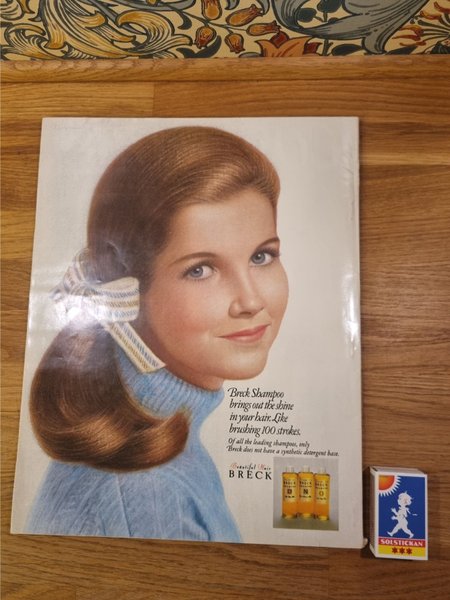 Breck Shampoo
brings out the shine
in your hair. Like
brushing 100 strokes.
Of all the leading shampoos, only
Breck does not have a synthetic detergent base.
Beautiful Hair
BRECK
D N O
SOLSTICKAN